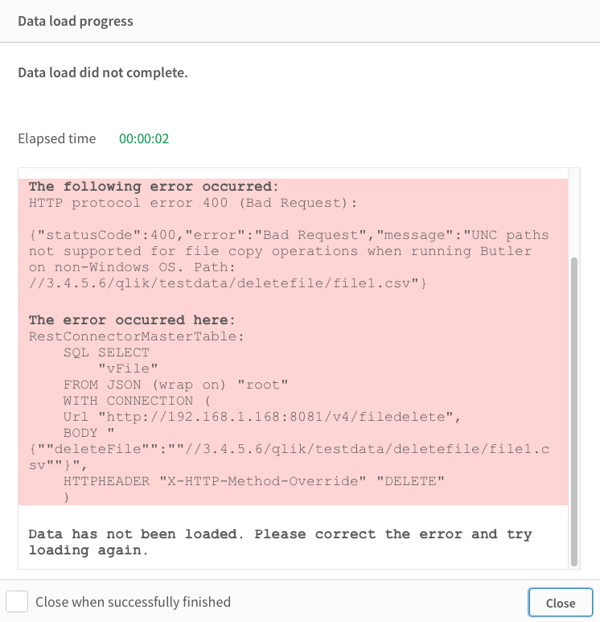 Data load progress
Data load did not complete.
Elapsed time 00:00:02
The following error occurred:
HTTP protocol error 400 (Bad Request):
{"statusCode":400,"error":"Bad Request","message":"UNC paths
not supported for file copy operations when running Butler
on non-Windows OS. Path:
//3.4.5.6/qlik/testdata/deletefile/file1.csv"}
The error occurred here:
RestConnectorMasterTable:
SQL SELECT
"vFile"
FROM JSON (wrap on) "root"
WITH CONNECTION (
Url "http://192.168.1.168:8081/v4/filedelete",
BODY "
{""deleteFile"":""//3.4.5.6/qlik/testdata/deletefile/file1.c
sv""}",
HTTPHEADER "X-HTTP-Method-Override" "DELETE"
)
Data has not been loaded. Please correct the error and try
loading again.
Close when successfully finished
Close